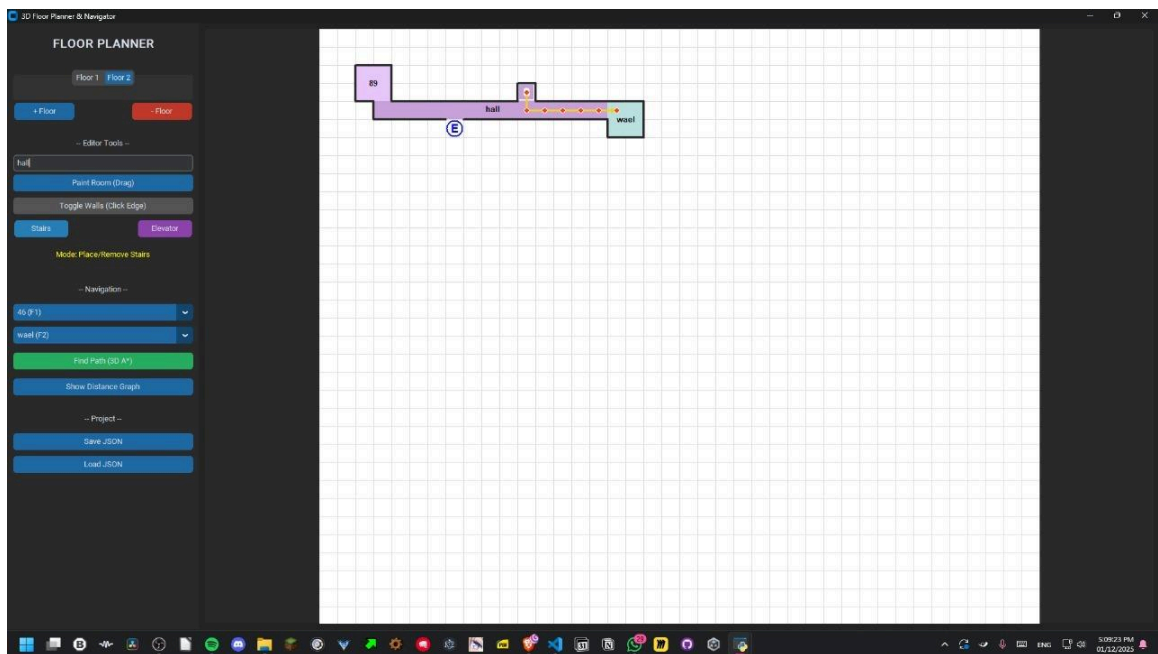 3D Floor Planner & Navigator
FLOOR PLANNER
Floor 1 Floor 2
+ Floor - Floor
-- Editor Tools --
hall
Paint Room (Drag)
Toggle Walls (Click Edge)
Stairs Elevator
Mode: Place/Remove Stairs
-- Navigation --
46 (F1)
wael (F2)
Find Path (3D A*)
Show Distance Graph
-- Project --
Save JSON
Load JSON
89
hall
wael
E
ENG
5:09:23 PM
01/12/2025